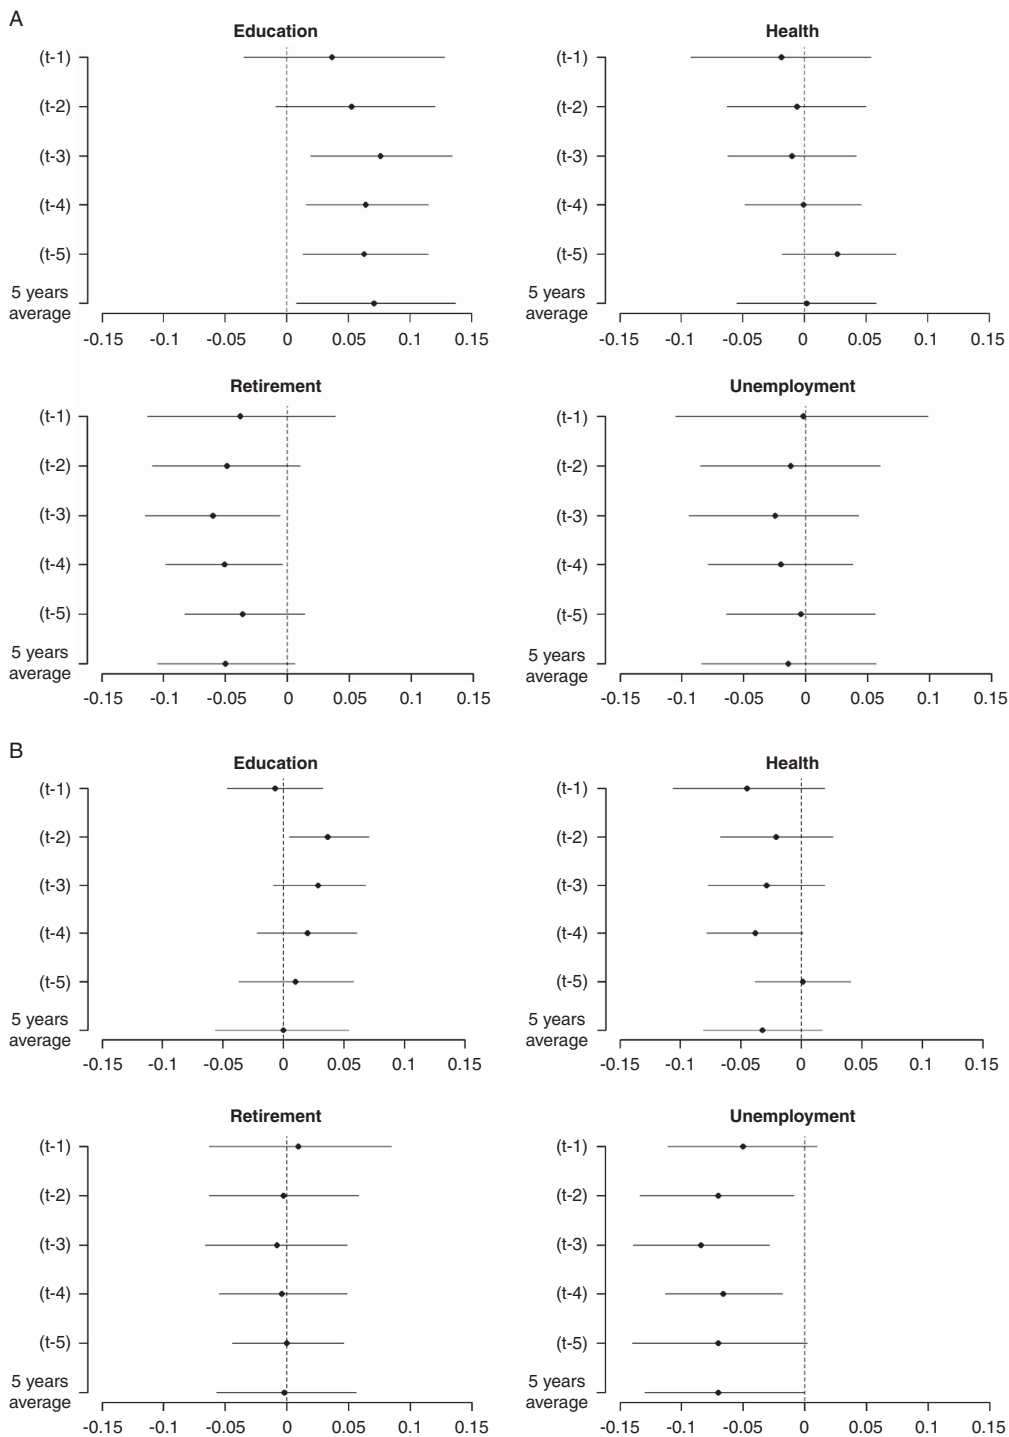 A
Education
(t-1)
(t-2)
(t-3)
(t-4)
(t-5)
5 years
average
-0.15 -0.1 -0.05 0 0.05 0.10 0.15
Health
(t-1)
(t-2)
(t-3)
(t-4)
(t-5)
5 years
average
-0.15 -0.1 -0.05 0 0.05 0.1 0.15
Retirement
(t-1)
(t-2)
(t-3)
(t-4)
(t-5)
5 years
average
-0.15 -0.1 -0.05 0 0.05 0.1 0.15
Unemployment
(t-1)
(t-2)
(t-3)
(t-4)
(t-5)
5 years
average
-0.15 -0.1 -0.05 0 0.05 0.1 0.15
B
Education
(t-1)
(t-2)
(t-3)
(t-4)
(t-5)
5 years
average
-0.15 -0.1 -0.05 0 0.05 0.1 0.15
Health
(t-1)
(t-2)
(t-3)
(t-4)
(t-5)
5 years
average
-0.15 -0.1 -0.05 0 0.05 0.1 0.15
Retirement
(t-1)
(t-2)
(t-3)
(t-4)
(t-5)
5 years
average
-0.15 -0.1 -0.05 0 0.05 0.1 0.15
Unemployment
(t-1)
(t-2)
(t-3)
(t-4)
(t-5)
5 years
average
-0.15 -0.1 -0.05 0 0.05 0.1 0.15